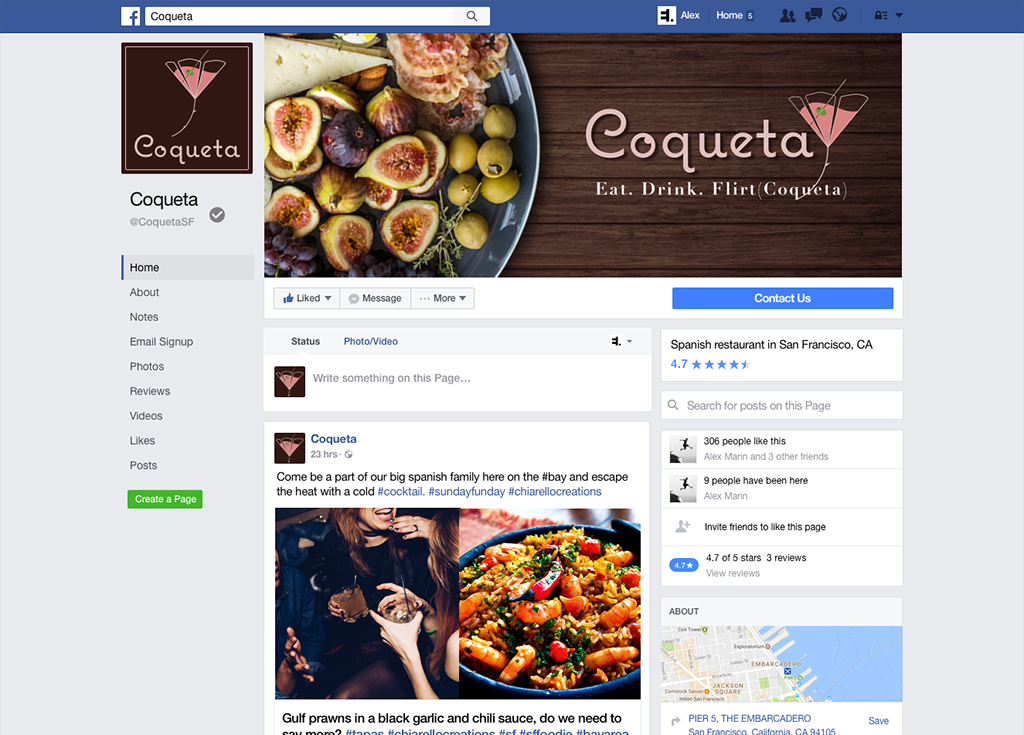 Coqueta
Alex
Home 5
Coqueta
Coqueta
@CoquetaSF
Home
About
Notes
Email Signup
Photos
Reviews
Videos
Likes
Posts
Create a Page
Coqueta
Eat. Drink. Flirt(Coqueta)
Liked
Message
··· More
Contact Us
Status
Photo/Video
Write something on this Page...
Coqueta
23 hrs ·
Come be a part of our big spanish family here on the #bay and escape
the heat with a cold #cocktail. #sundayfunday #chiarellocreations
Gulf prawns in a black garlic and chili sauce, do we need to
say more? #tapas #chiarellocreations #sf #sffoodie #bayarea
Spanish restaurant in San Francisco, CA
4.7
Search for posts on this Page
306 people like this
Alex Marin and 3 other friends
9 people have been here
Alex Marin
Invite friends to like this page
4.7★
4.7 of 5 stars 3 reviews
View reviews
ABOUT
Coit Tower
Exploratorium
EMBARCADERO
JACKSON
SQUARE
Comstock Saloon
Hilton San Francisco
PIER 5, THE EMBARCADERO
Save
San Francisco, California, CA 94105